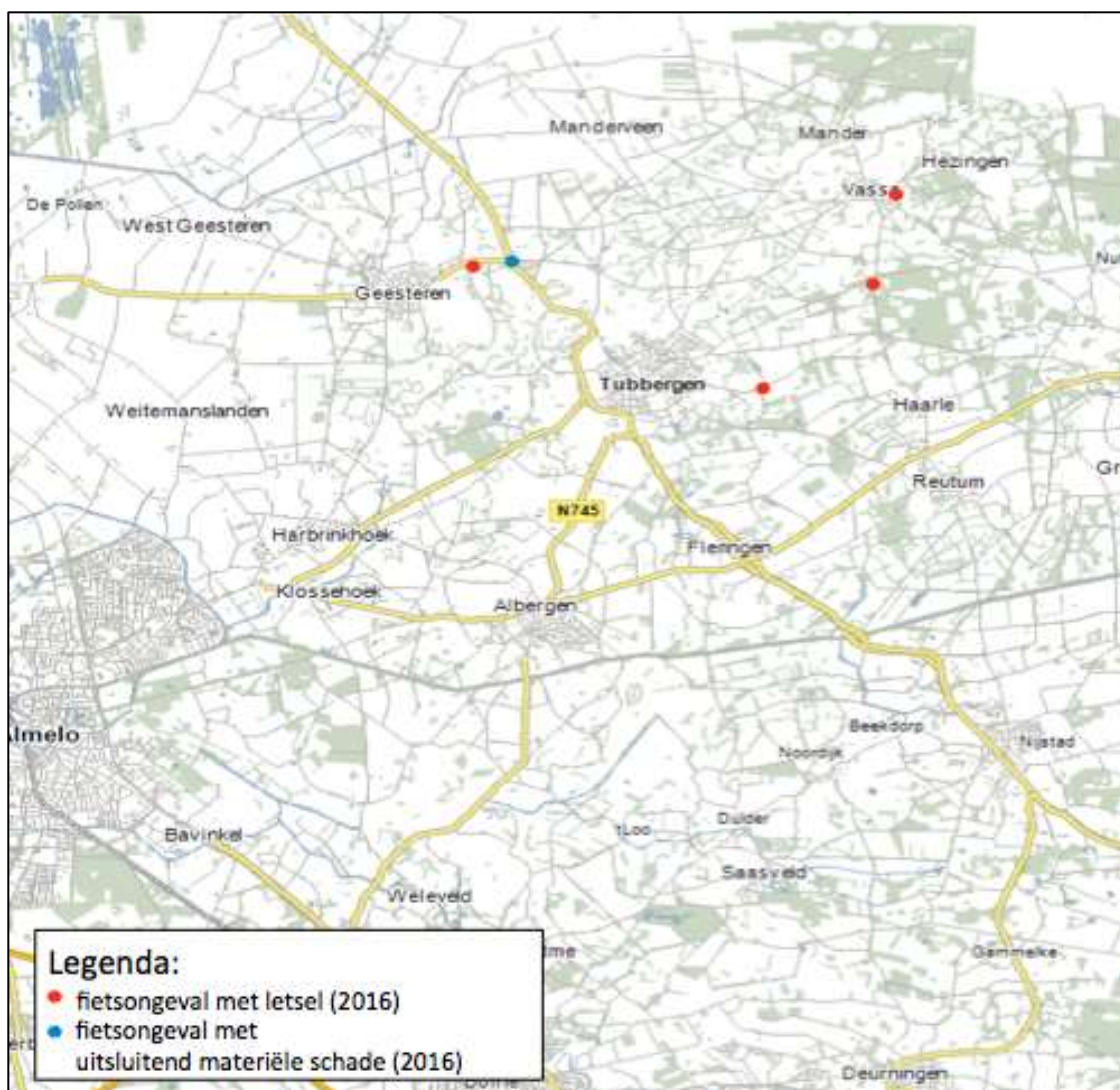 Manderveen
Mander
Hezingen
Vasse
De Pollen
West Geesteren
Geesteren
Tubbergen
Weitemanslanden
Haarle
Reutum
N745
Harbrinkhoek
Fleringen
Klossehoek
Albergen
Beekdorp
Almelo
Noordijk
Nijstad
Bavinkel
tLoo
Dulder
Saasveld
Weleveld
Gammelke
Deurningen
Legenda:
fietsongeval met letsel (2016)
fietsongeval met
uitsluitend materiële schade (2016)